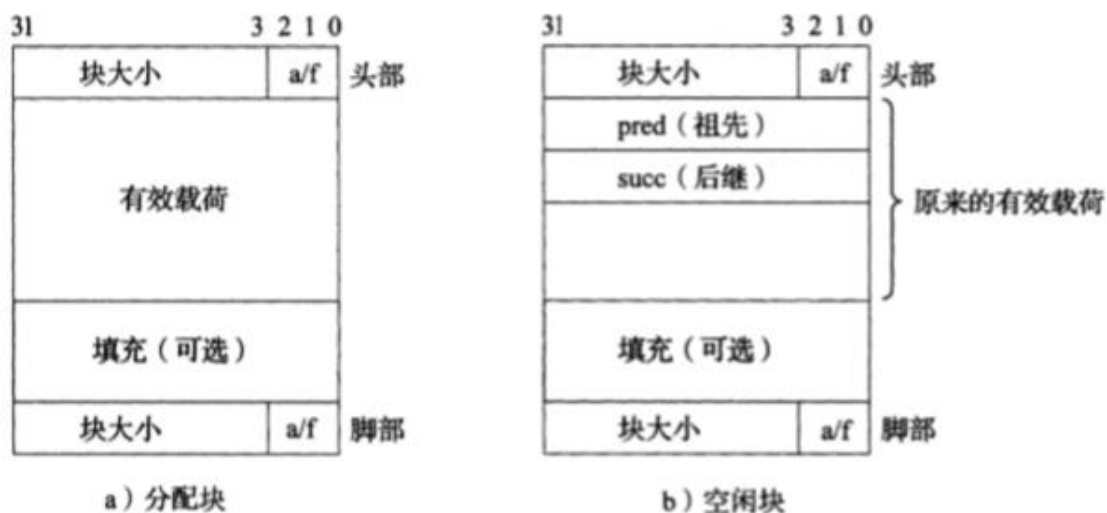 31 3 2 1 0
块大小 a/f 头部
有效载荷
填充（可选）
块大小 a/f 脚部
a）分配块
31 3 2 1 0
块大小 a/f 头部
pred（祖先）
succ（后继）
原来的有效载荷
填充（可选）
块大小 a/f 脚部
b）空闲块